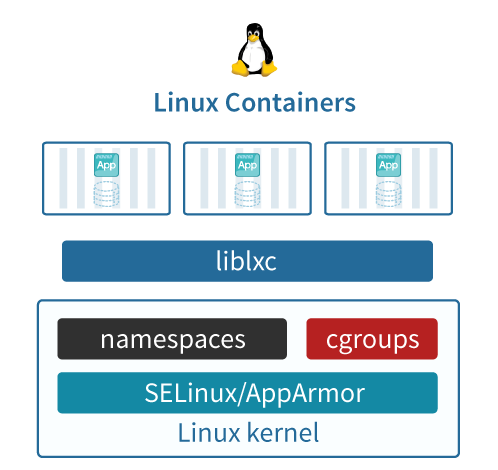 Linux Containers
App App App
liblxc
namespaces cgroups
SELinux/AppArmor
Linux kernel